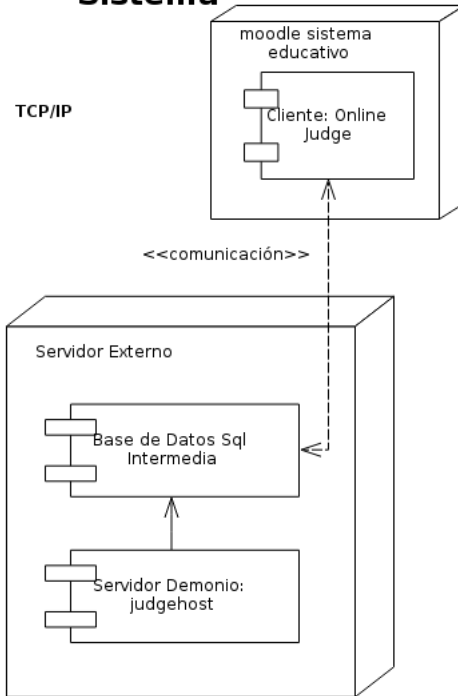 Sistema
moodle sistema
educativo
TCP/IP
Cliente: Online
Judge
<<comunicación>>
Servidor Externo
Base de Datos Sql
Intermedia
Servidor Demonio:
judgehost